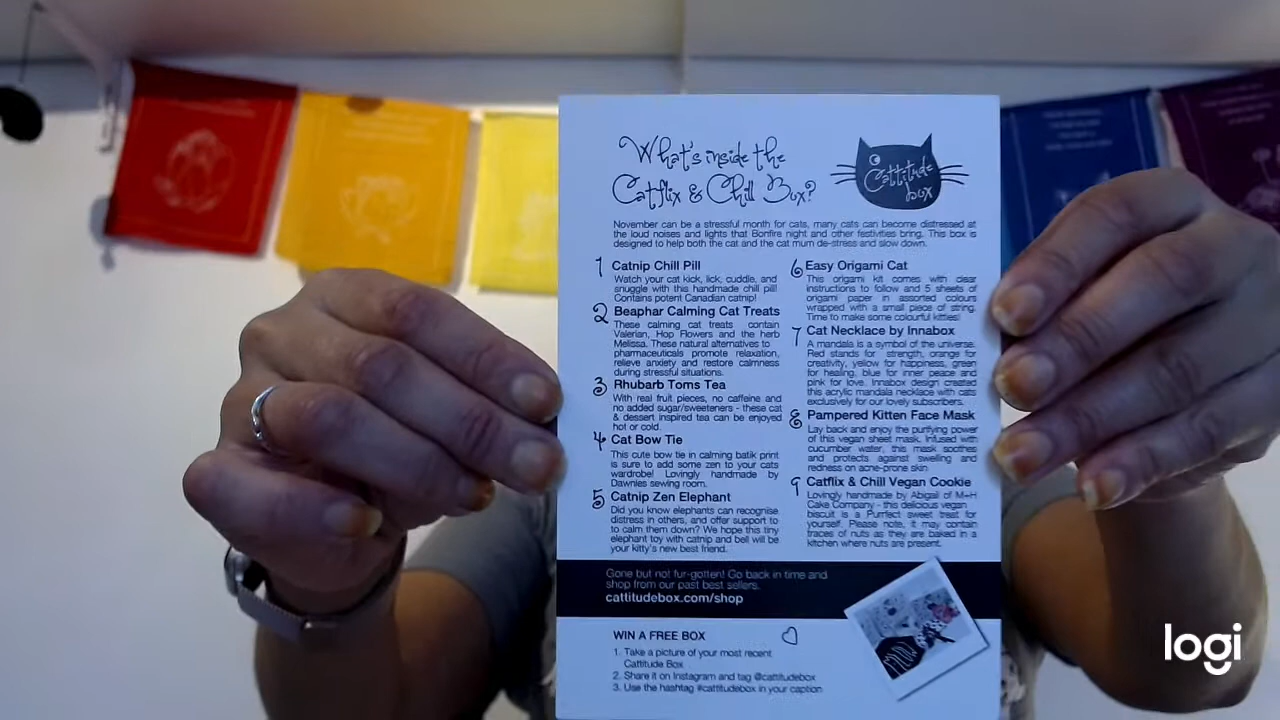 What's inside the
Catflix & Chill Box?
Cattitude
box
November can be a stressful month for cats, many cats can become distressed at
the loud noises and lights that Bonfire night and other festivities bring. This box is
designed to help both the cat and the cat mum de-stress and slow down.
1 Catnip Chill Pill
Watch your cat kick, lick, cuddle, and
snuggle with this handmade chill pill!
Contains potent Canadian catnip!
2 Beaphar Calming Cat Treats
These calming cat treats contain
Valerian, Hop Flowers and the herb
Melissa. These natural alternatives to
pharmaceuticals promote relaxation,
relieve anxiety and restore calmness
during stressful situations.
3 Rhubarb Toms Tea
With real fruit pieces, no caffeine and
no added sugar/sweeteners - these cat
& dessert inspired tea can be enjoyed
hot or cold.
4 Cat Bow Tie
This cute bow tie in calming batik print
is sure to add some zen to your cats
wardrobe! Lovingly handmade by
Dawnies sewing room.
5 Catnip Zen Elephant
Did you know elephants can recognise
distress in others, and offer support to
to calm them down? We hope this tiny
elephant toy with catnip and bell will be
your kitty's new best friend.
6 Easy Origami Cat
This origami kit comes with clear
instructions to follow and 5 sheets of
origami paper in assorted colours
wrapped with a small piece of string.
Time to make some colourful kitties!
7 Cat Necklace by Innabox
A mandala is a symbol of the universe.
Red stands for strength, orange for
creativity, yellow for happiness, green
for healing, blue for inner peace and
pink for love. Innabox design created
this acrylic mandala necklace with cats
exclusively for our lovely subscribers.
8 Pampered Kitten Face Mask
Lay back and enjoy the purifying power
of this vegan sheet mask. Infused with
cucumber water, this mask soothes
and protects against swelling and
redness on acne-prone skin
9 Catflix & Chill Vegan Cookie
Lovingly handmade by Abigail of M+H
Cake Company - this delicious vegan
biscuit is a Purrfect sweet treat for
yourself. Please note, it may contain
traces of nuts as they are baked in a
kitchen where nuts are present.
Gone but not fur-gotten! Go back in time and
shop from our past best sellers.
cattitudebox.com/shop
WIN A FREE BOX
1. Take a picture of your most recent
Cattitude Box
2. Share it on Instagram and tag @cattitudebox
3. Use the hashtag #cattitudebox in your caption
logi